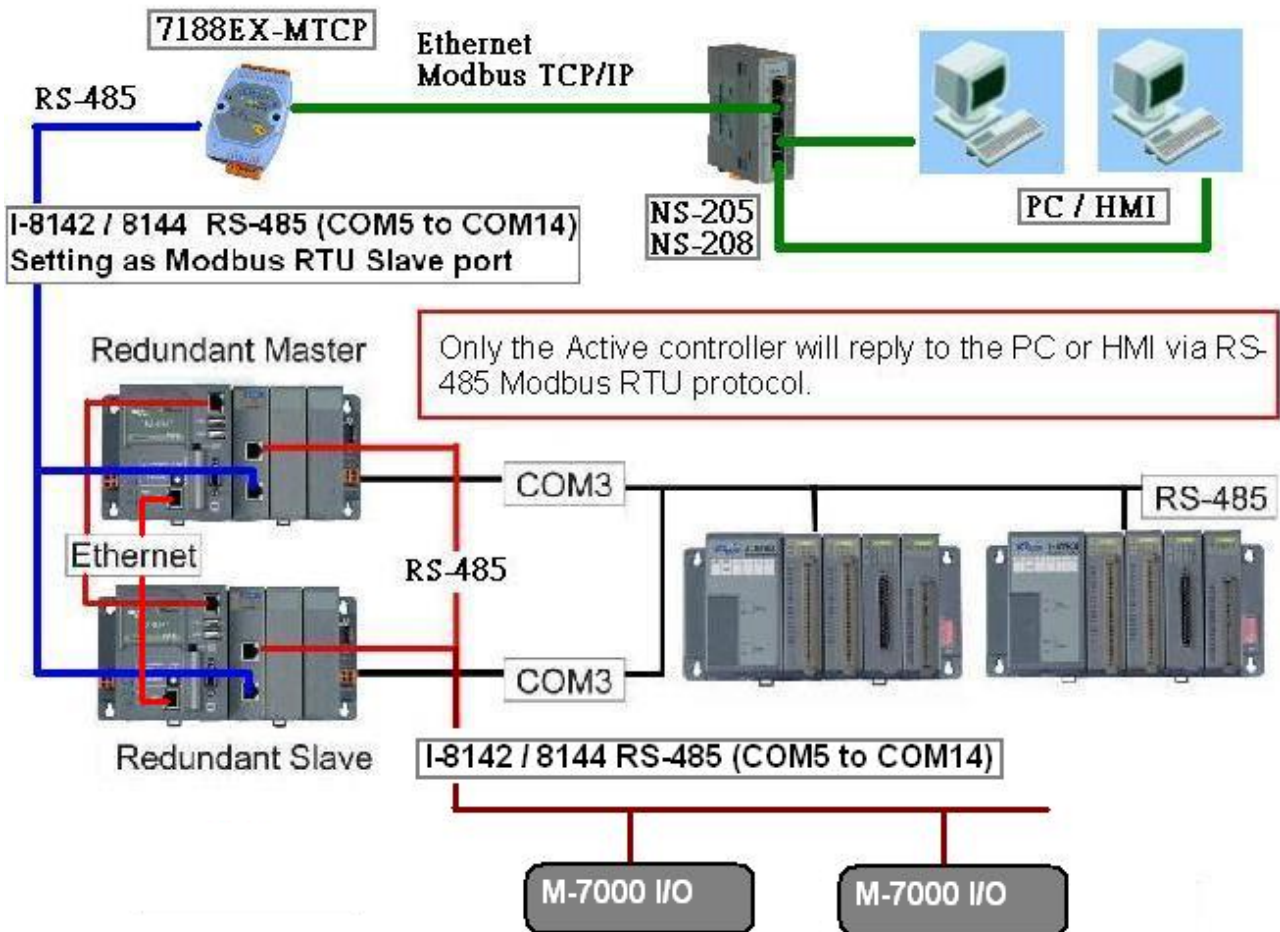 7188EX-MTCP
Ethernet
Modbus TCP/IP
RS-485
NS-205
NS-208
PC / HMI
I-8142 / 8144 RS-485 (COM5 to COM14)
Setting as Modbus RTU Slave port
Redundant Master
Only the Active controller will reply to the PC or HMI via RS-
485 Modbus RTU protocol.
COM3
RS-485
Ethernet
RS-485
COM3
Redundant Slave
I-8142 / 8144 RS-485 (COM5 to COM14)
M-7000 I/O
M-7000 I/O